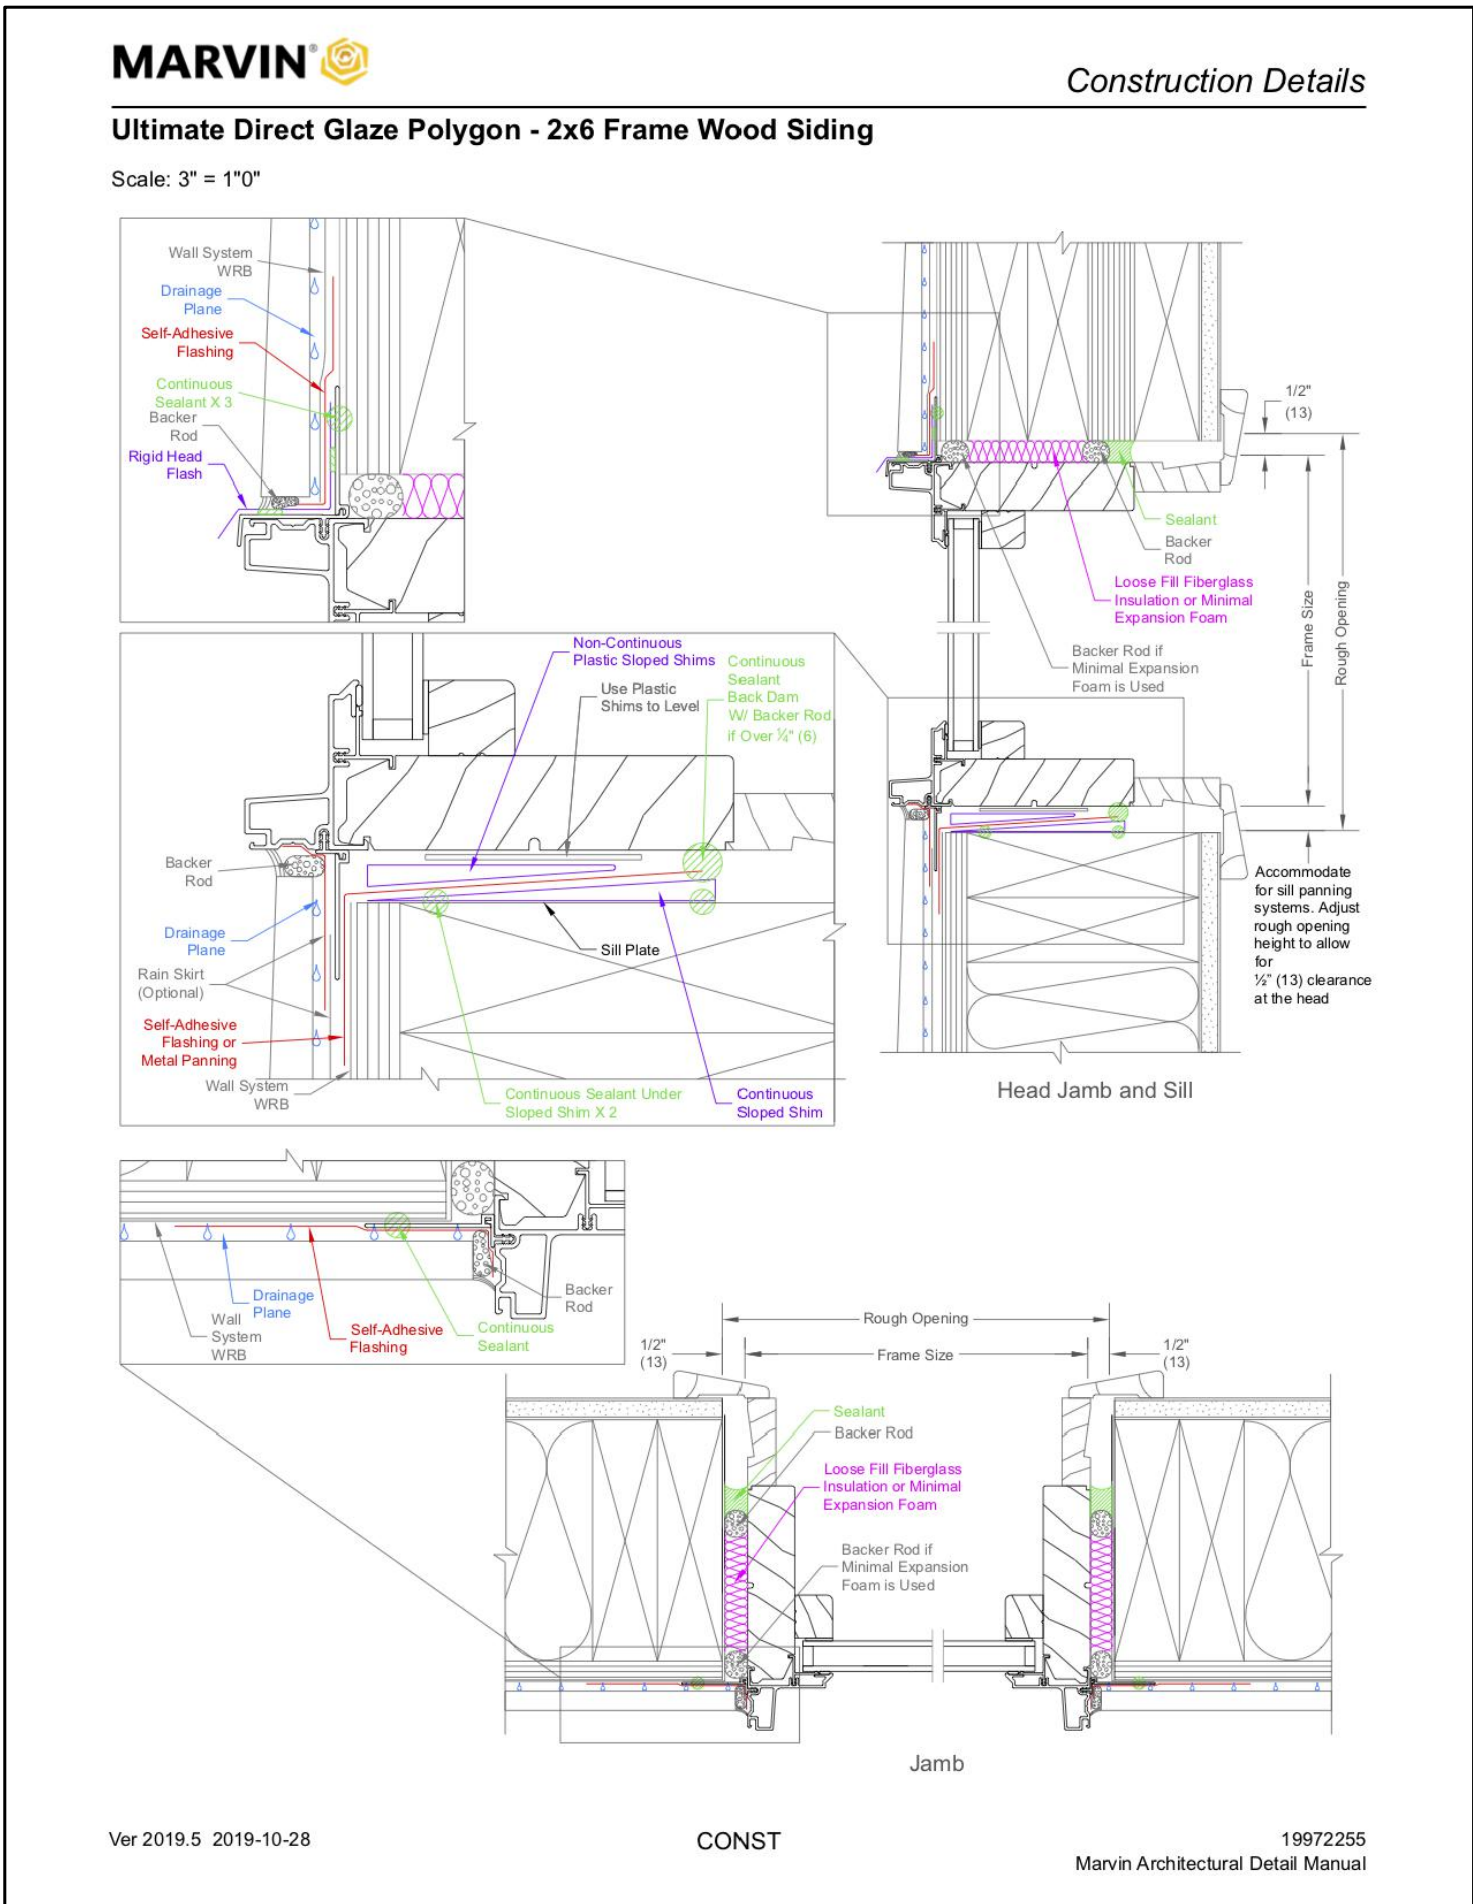 MARVIN®
Construction Details
Ultimate Direct Glaze Polygon - 2x6 Frame Wood Siding
Scale: 3" = 1"0"
Wall System
WRB
Drainage
Plane
Self-Adhesive
Flashing
Continuous
Sealant X 3
Backer
Rod
Rigid Head
Flash
1/2"
(13)
Sealant
Backer
Rod
Loose Fill Fiberglass
Insulation or Minimal
Expansion Foam
Backer Rod if
Minimal Expansion
Foam is Used
Frame Size
Rough Opening
Non-Continuous
Plastic Sloped Shims
Use Plastic
Shims to Level
Continuous
Sealant
Back Dam
W/ Backer Rod
if Over ¼" (6)
Backer
Rod
Drainage
Plane
Rain Skirt
(Optional)
Self-Adhesive
Flashing or
Metal Panning
Wall System
WRB
Sill Plate
Continuous Sealant Under
Sloped Shim X 2
Continuous
Sloped Shim
Accommodate
for sill panning
systems. Adjust
rough opening
height to allow
for
½" (13) clearance
at the head
Head Jamb and Sill
Backer
Rod
Drainage
Plane
Wall
System
WRB
Self-Adhesive
Flashing
Continuous
Sealant
Rough Opening
1/2"
(13)
Frame Size
1/2"
(13)
Sealant
Backer Rod
Loose Fill Fiberglass
Insulation or Minimal
Expansion Foam
Backer Rod if
Minimal Expansion
Foam is Used
Jamb
Ver 2019.5 2019-10-28
CONST
19972255
Marvin Architectural Detail Manual